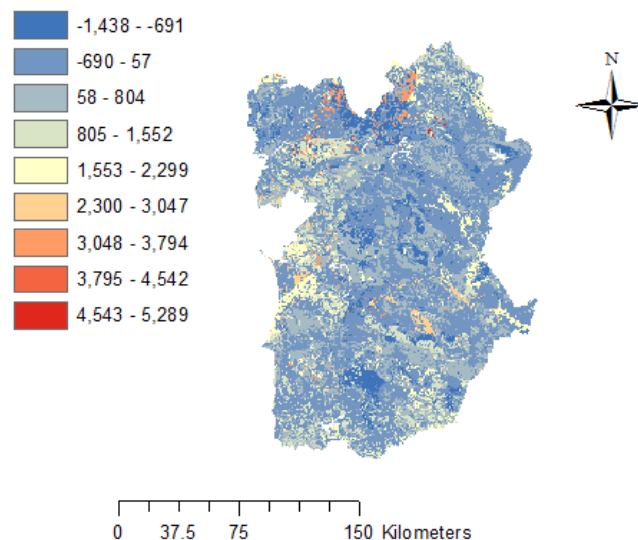 -1,438 - -691
-690 - 57
58 - 804
805 - 1,552
1,553 - 2,299
2,300 - 3,047
3,048 - 3,794
3,795 - 4,542
4,543 - 5,289
N
0 37.5 75 150 Kilometers